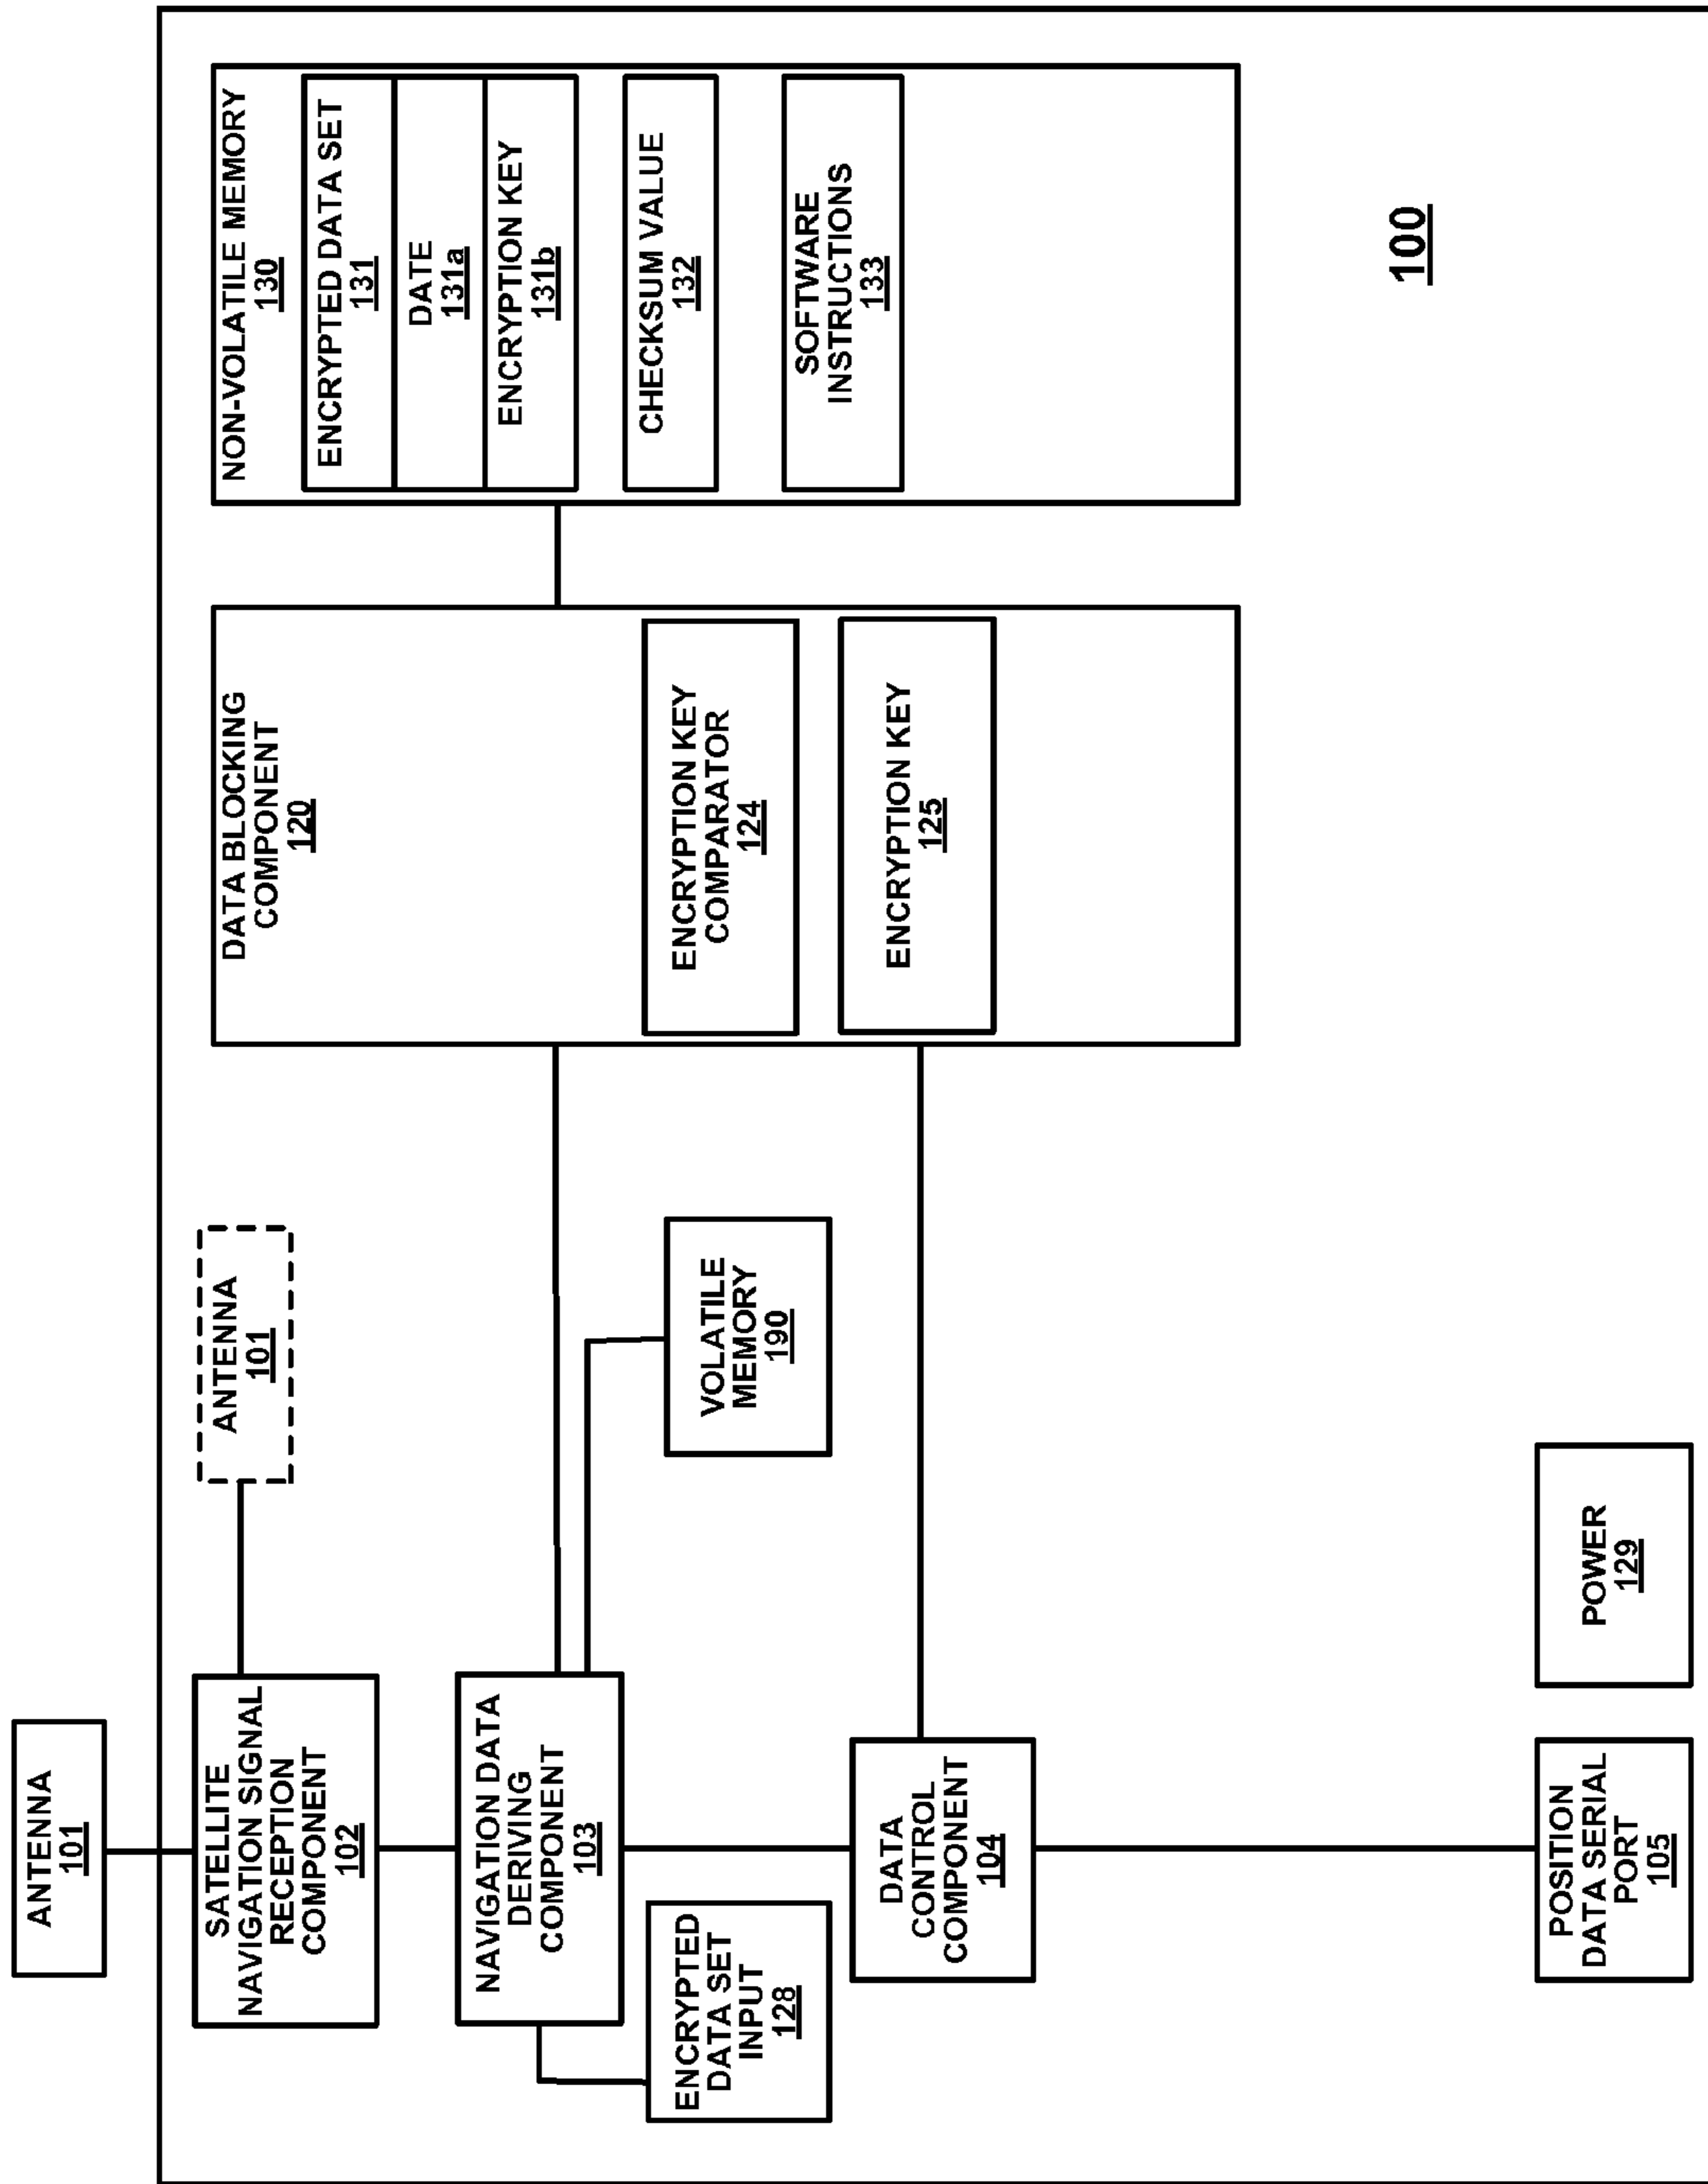 ANTENNA
101
SATELLITE
NAVIGATION SIGNAL
RECEPTION
COMPONENT
102
ANTENNA
101
NAVIGATION DATA
DERIVING
COMPONENT
103
ENCRYPTED
DATA SET
INPUT
128
VOLATILE
MEMORY
190
DATA
CONTROL
COMPONENT
104
POSITION
DATA SERIAL
PORT
105
POWER
129
DATA BLOCKING
COMPONENT
120
ENCRYPTION KEY
COMPARATOR
124
ENCRYPTION KEY
125
NON-VOLATILE MEMORY
130
ENCRYPTED DATA SET
131
DATE
131a
ENCRYPTION KEY
131b
CHECKSUM VALUE
132
SOFTWARE
INSTRUCTIONS
133
100